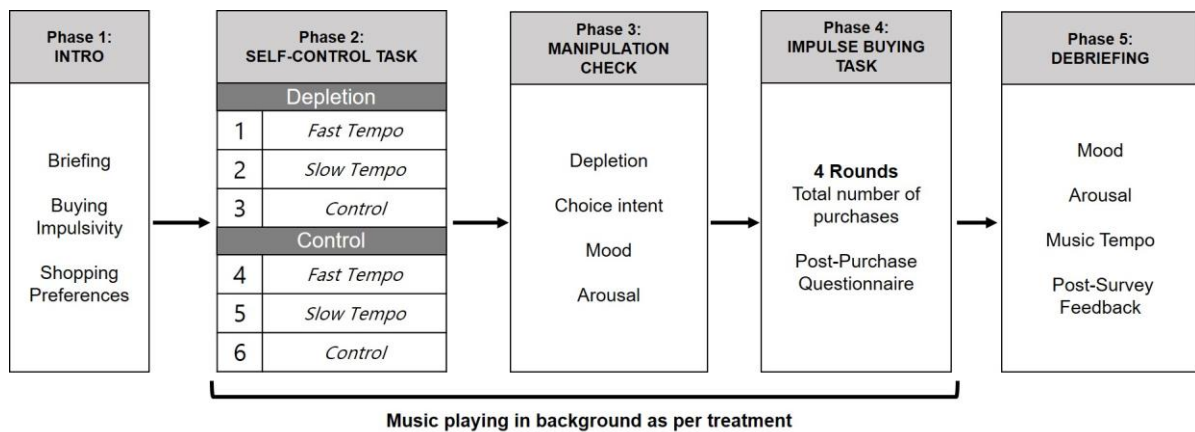 Phase 1:
INTRO
Briefing
Buying
Impulsivity
Shopping
Preferences
Phase 2:
SELF-CONTROL TASK
Depletion
1 Fast Tempo
2 Slow Tempo
3 Control
Control
4 Fast Tempo
5 Slow Tempo
6 Control
Phase 3:
MANIPULATION
CHECK
Depletion
Choice intent
Mood
Arousal
Phase 4:
IMPULSE BUYING
TASK
4 Rounds
Total number of
purchases
Post-Purchase
Questionnaire
Phase 5:
DEBRIEFING
Mood
Arousal
Music Tempo
Post-Survey
Feedback
Music playing in background as per treatment